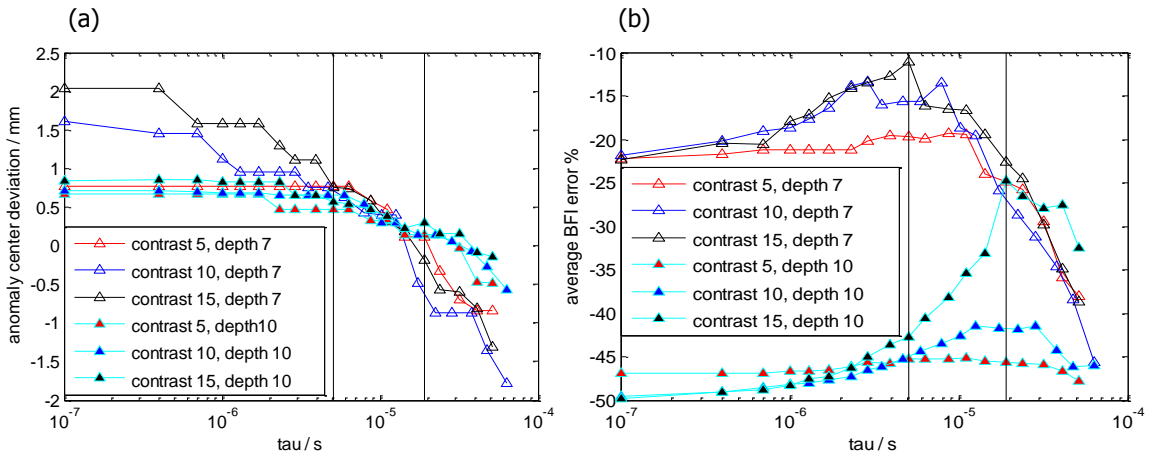 (a)
(b)
anomaly center deviation / mm
2.5
2
1.5
1
0.5
0
-0.5
-1
-1.5
-2
contrast 5, depth 7
contrast 10, depth 7
contrast 15, depth 7
contrast 5, depth10
contrast 10, depth 10
contrast 15, depth 10
10-7
10-6
10-5
10-4
tau / s
average BFI error %
-10
-15
-20
-25
-30
-35
-40
-45
-50
contrast 5, depth 7
contrast 10, depth 7
contrast 15, depth 7
contrast 5, depth 10
contrast 10, depth 10
contrast 15, depth 10
10-7
10-6
10-5
10-4
tau / s